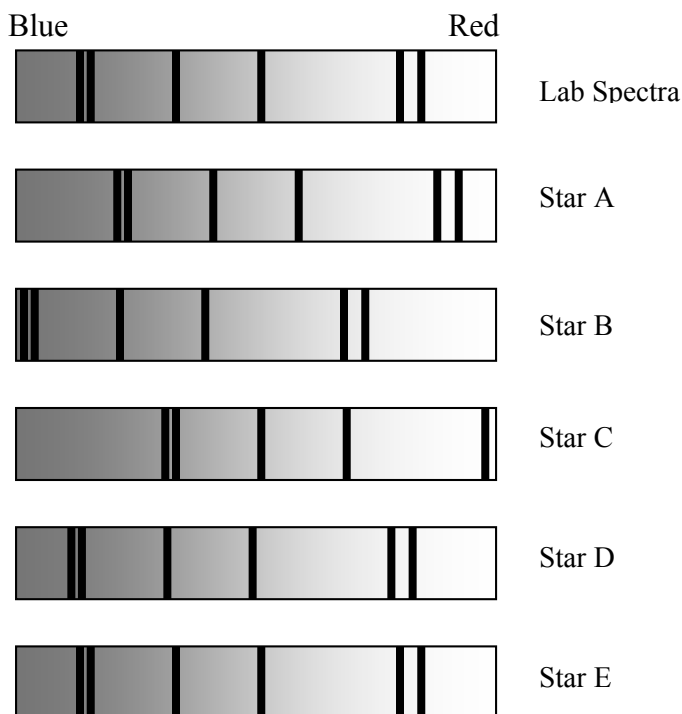 Blue Red
Lab Spectra
Star A
Star B
Star C
Star D
Star E